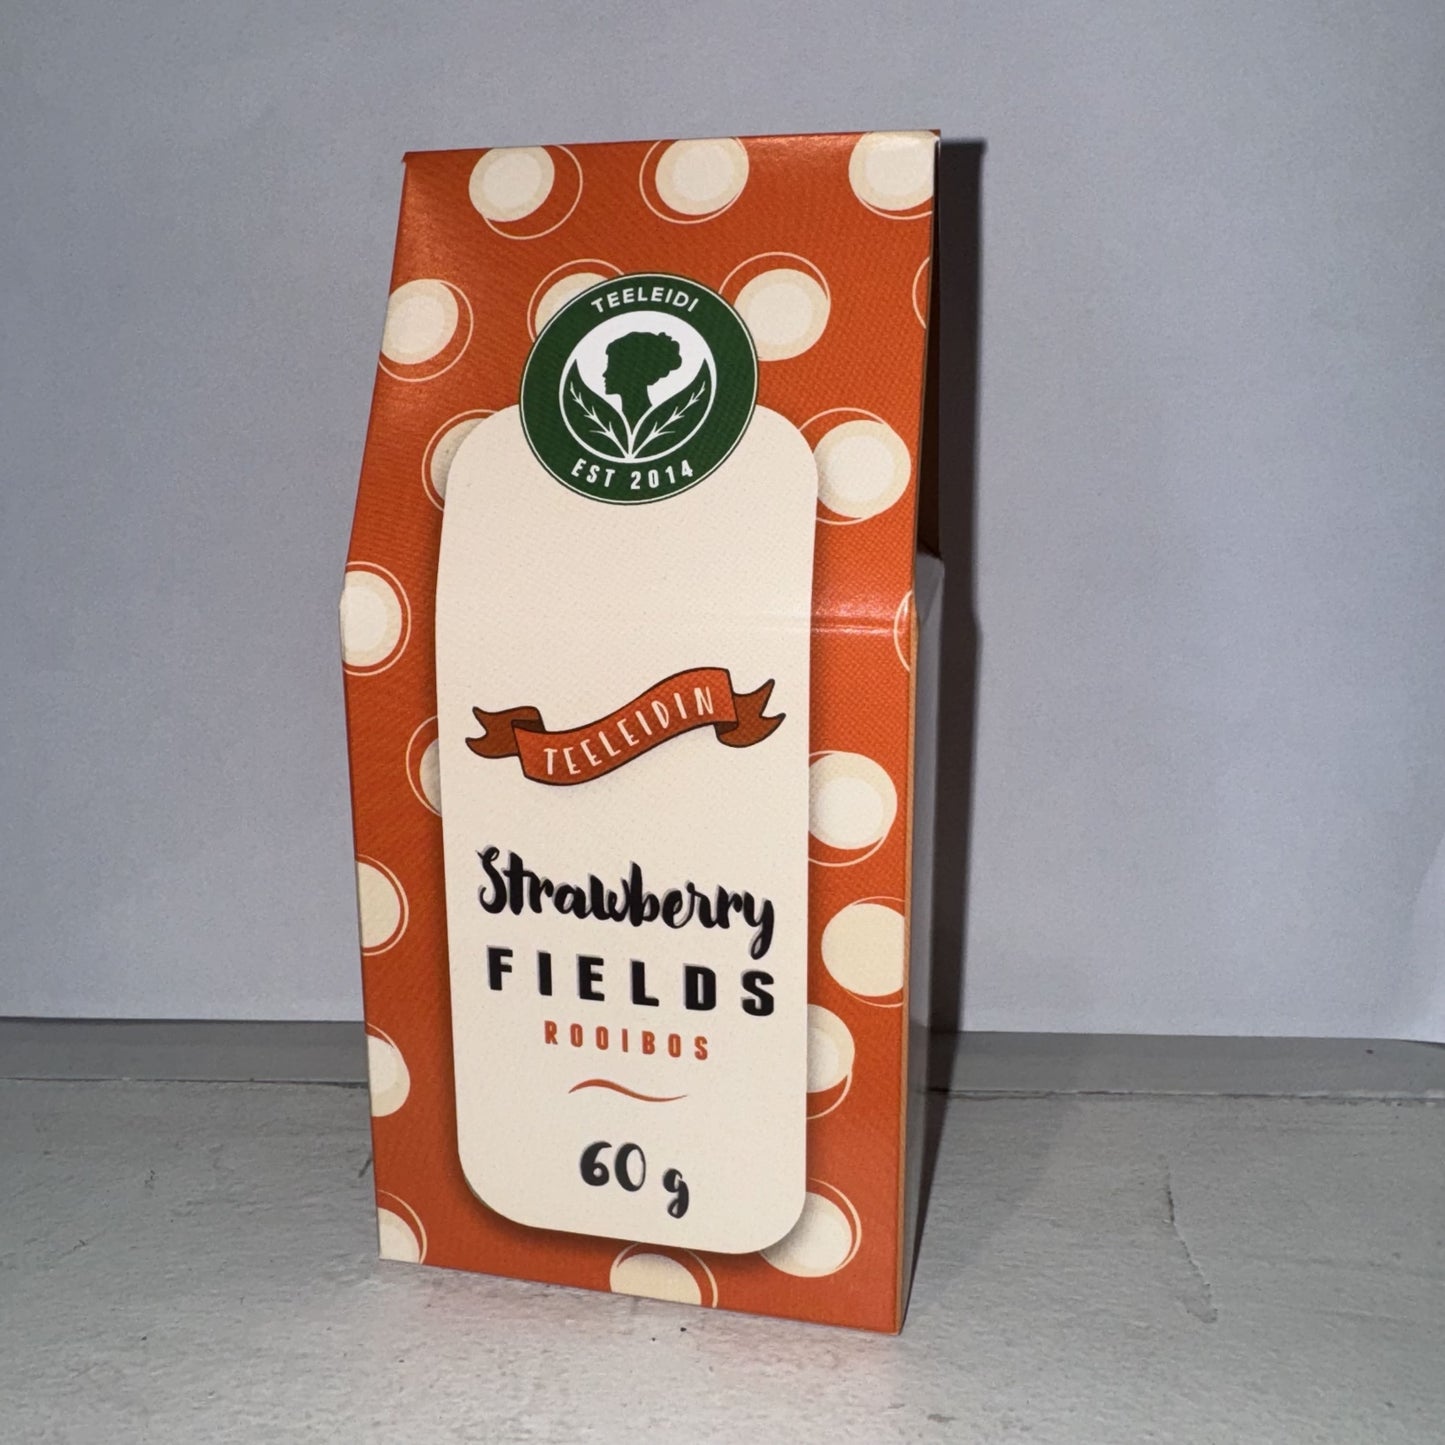 TEELEIDI
EST 2014
TEELEIDIN
Strawberry
FIELDS
ROOIBOS
60 g